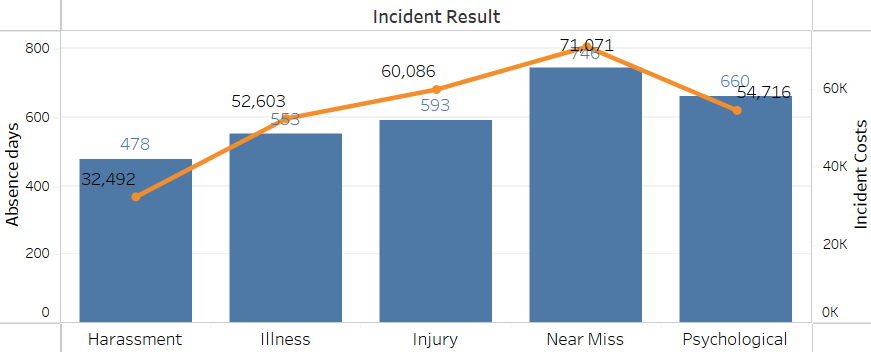 Incident Result
Absence days
800
600
400
200
0
478
553
593
746
660
32,492
52,603
60,086
71,071
54,716
60K
40K
20K
0K
Incident Costs
Harassment
Illness
Injury
Near Miss
Psychological